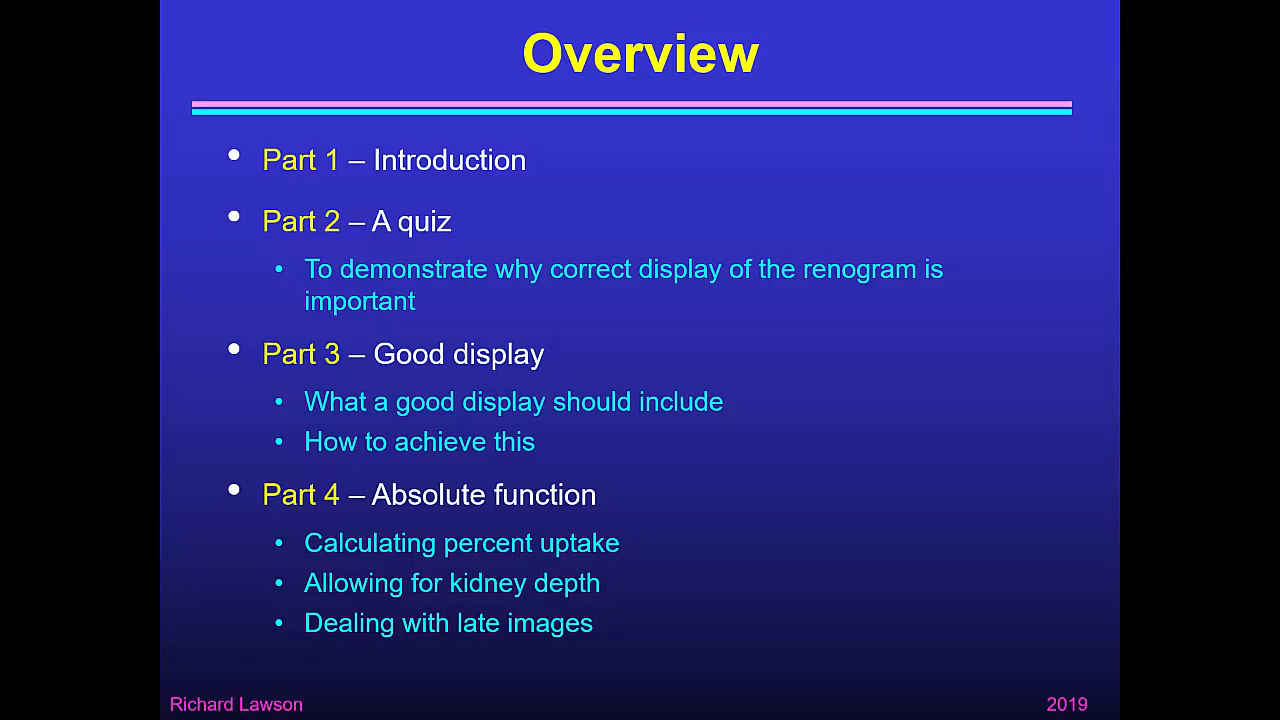 Overview
• Part 1 – Introduction
• Part 2 – A quiz
• To demonstrate why correct display of the renogram is
important
• Part 3 – Good display
• What a good display should include
• How to achieve this
• Part 4 – Absolute function
• Calculating percent uptake
• Allowing for kidney depth
• Dealing with late images
Richard Lawson
2019